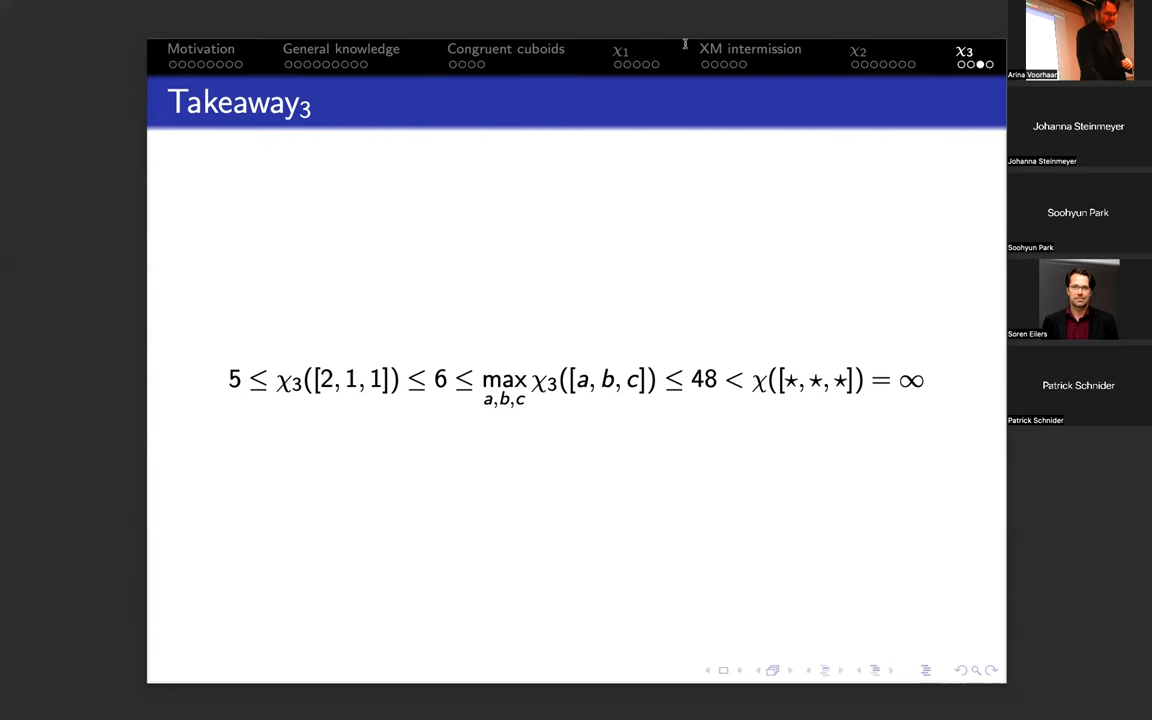 Motivation General knowledge Congruent cuboids χ1 XM intermission χ2 χ3
Takeaway3
5 ≤ χ3([2, 1, 1]) ≤ 6 ≤ max χ3([a, b, c]) ≤ 48 < χ([⋆, ⋆, ⋆]) = ∞
a,b,c
Arina Voorhaar
Johanna Steinmeyer
Johanna Steinmeyer
Soohyun Park
Soohyun Park
Soren Eilers
Patrick Schnider
Patrick Schnider